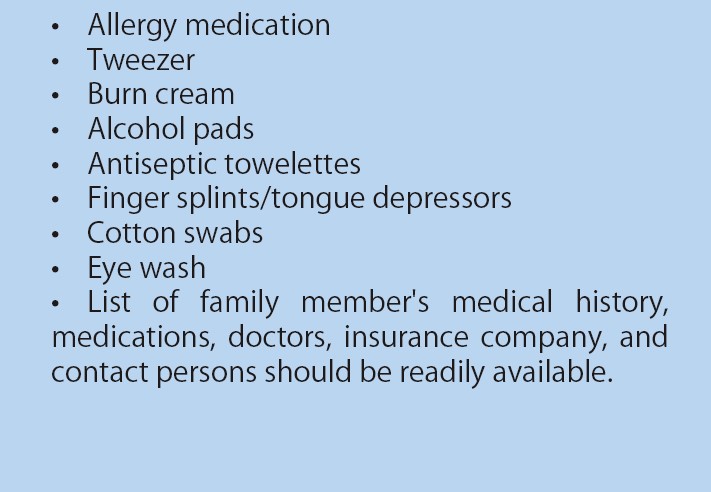 • Allergy medication
• Tweezer
• Burn cream
• Alcohol pads
• Antiseptic towelettes
• Finger splints/tongue depressors
• Cotton swabs
• Eye wash
• List of family member's medical history,
medications, doctors, insurance company, and
contact persons should be readily available.